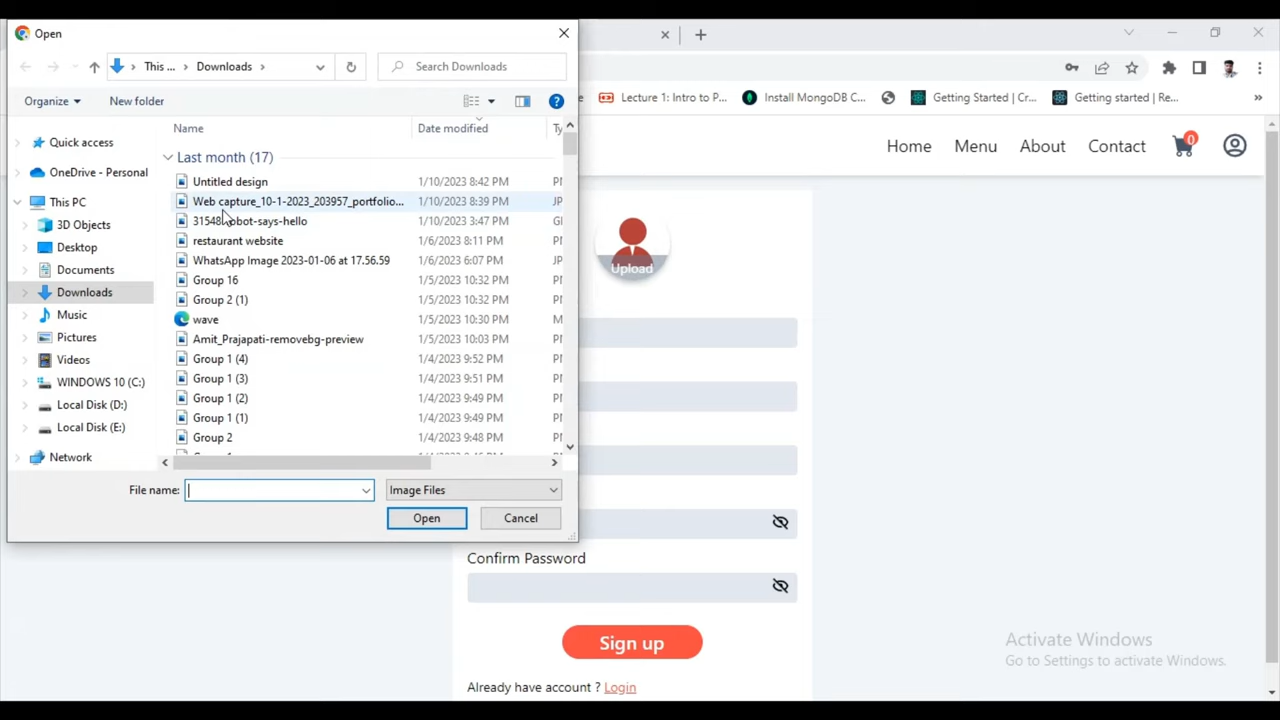 Open
This ... > Downloads >
Search Downloads
Organize
New folder
Name
Date modified
Last month (17)
Untitled design 1/10/2023 8:42 PM
Web capture_10-1-2023_203957_portfolio... 1/10/2023 8:39 PM
31548-robot-says-hello 1/10/2023 3:47 PM
restaurant website 1/6/2023 8:11 PM
WhatsApp Image 2023-01-06 at 17.56.59 1/6/2023 6:07 PM
Group 16 1/5/2023 10:32 PM
Group 2 (1) 1/5/2023 10:32 PM
wave 1/5/2023 10:30 PM
Amit_Prajapati-removebg-preview 1/5/2023 10:03 PM
Group 1 (4) 1/4/2023 9:52 PM
Group 1 (3) 1/4/2023 9:51 PM
Group 1 (2) 1/4/2023 9:49 PM
Group 1 (1) 1/4/2023 9:49 PM
Group 2 1/4/2023 9:48 PM
Quick access
OneDrive - Personal
This PC
3D Objects
Desktop
Documents
Downloads
Music
Pictures
Videos
WINDOWS 10 (C:)
Local Disk (D:)
Local Disk (E:)
Network
File name:
Image Files
Open
Cancel
Lecture 1: Intro to P...
Install MongoDB C...
Getting Started | Cr...
Getting started | Re...
Home
Menu
About
Contact
0
Upload
Confirm Password
Sign up
Already have account ? Login
Activate Windows
Go to Settings to activate Windows.